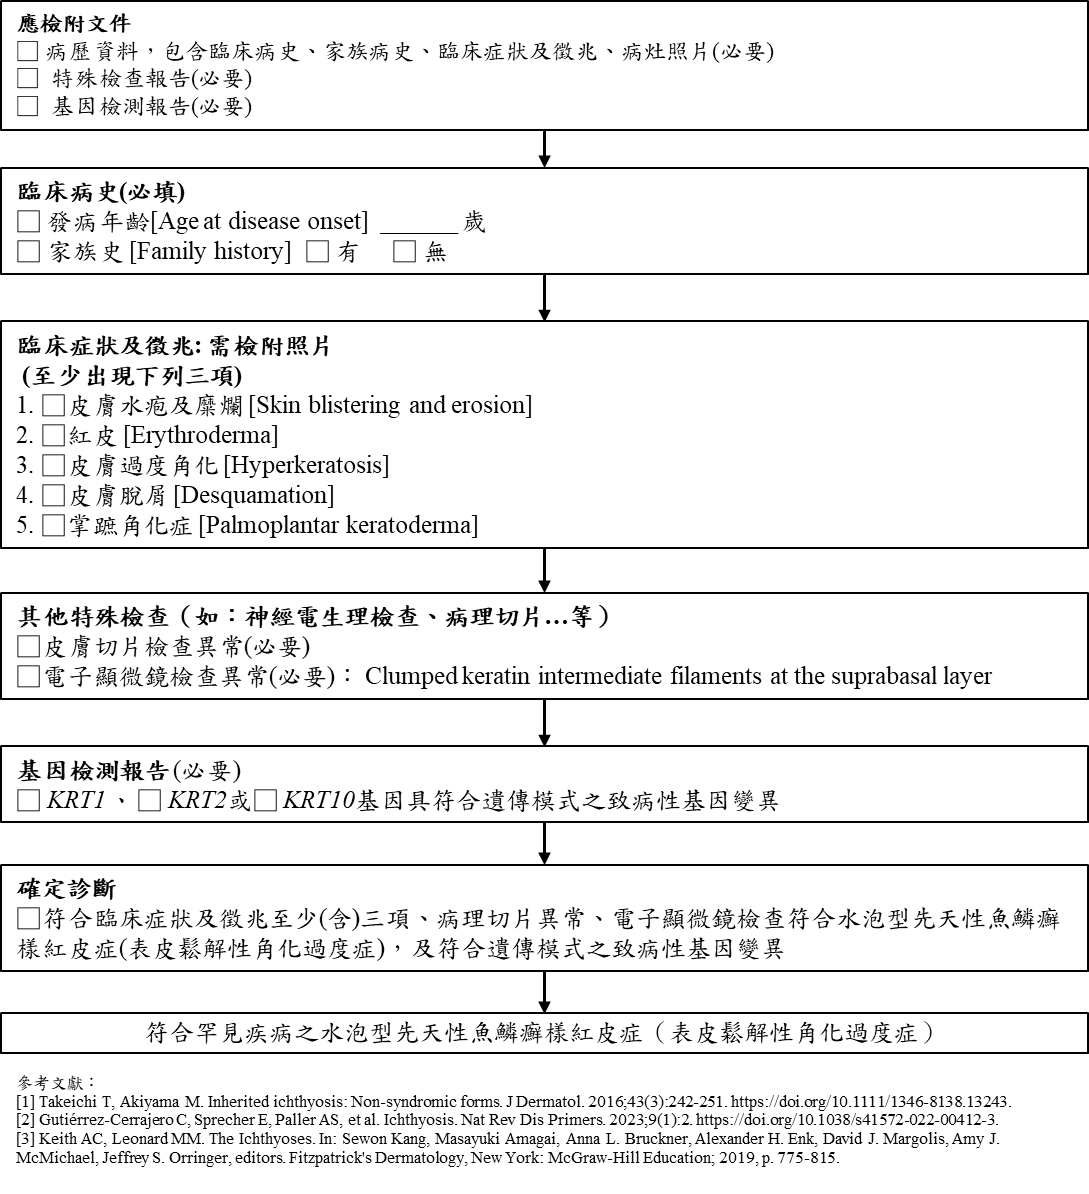 應檢附文件
□ 病歷資料，包含臨床病史、家族病史、臨床症狀及徵兆、病灶照片(必要)
□ 特殊檢查報告(必要)
□ 基因檢測報告(必要)
臨床病史(必填)
□ 發病年齡[Age at disease onset] ______ 歲
□ 家族史 [Family history] □ 有 □ 無
臨床症狀及徵兆: 需檢附照片
(至少出現下列三項)
1. □皮膚水疱及糜爛 [Skin blistering and erosion]
2. □紅皮 [Erythroderma]
3. □皮膚過度角化 [Hyperkeratosis]
4. □皮膚脫屑 [Desquamation]
5. □掌蹠角化症 [Palmoplantar keratoderma]
其他特殊檢查（如：神經電生理檢查、病理切片…等）
□皮膚切片檢查異常(必要)
□電子顯微鏡檢查異常(必要)： Clumped keratin intermediate filaments at the suprabasal layer
基因檢測報告(必要)
□ KRT1、 □ KRT2或□ KRT10基因具符合遺傳模式之致病性基因變異
確定診斷
□符合臨床症狀及徵兆至少(含)三項、病理切片異常、電子顯微鏡檢查符合水泡型先天性魚鱗癬
樣紅皮症(表皮鬆解性角化過度症)，及符合遺傳模式之致病性基因變異
符合罕見疾病之水泡型先天性魚鱗癬樣紅皮症（表皮鬆解性角化過度症）
參考文獻：
[1] Takeichi T, Akiyama M. Inherited ichthyosis: Non-syndromic forms. J Dermatol. 2016;43(3):242-251. https://doi.org/10.1111/1346-8138.13243.
[2] Gutiérrez-Cerrajero C, Sprecher E, Paller AS, et al. Ichthyosis. Nat Rev Dis Primers. 2023;9(1):2. https://doi.org/10.1038/s41572-022-00412-3.
[3] Keith AC, Leonard MM. The Ichthyoses. In: Sewon Kang, Masayuki Amagai, Anna L. Bruckner, Alexander H. Enk, David J. Margolis, Amy J.
McMichael, Jeffrey S. Orringer, editors. Fitzpatrick's Dermatology, New York: McGraw-Hill Education; 2019, p. 775-815.